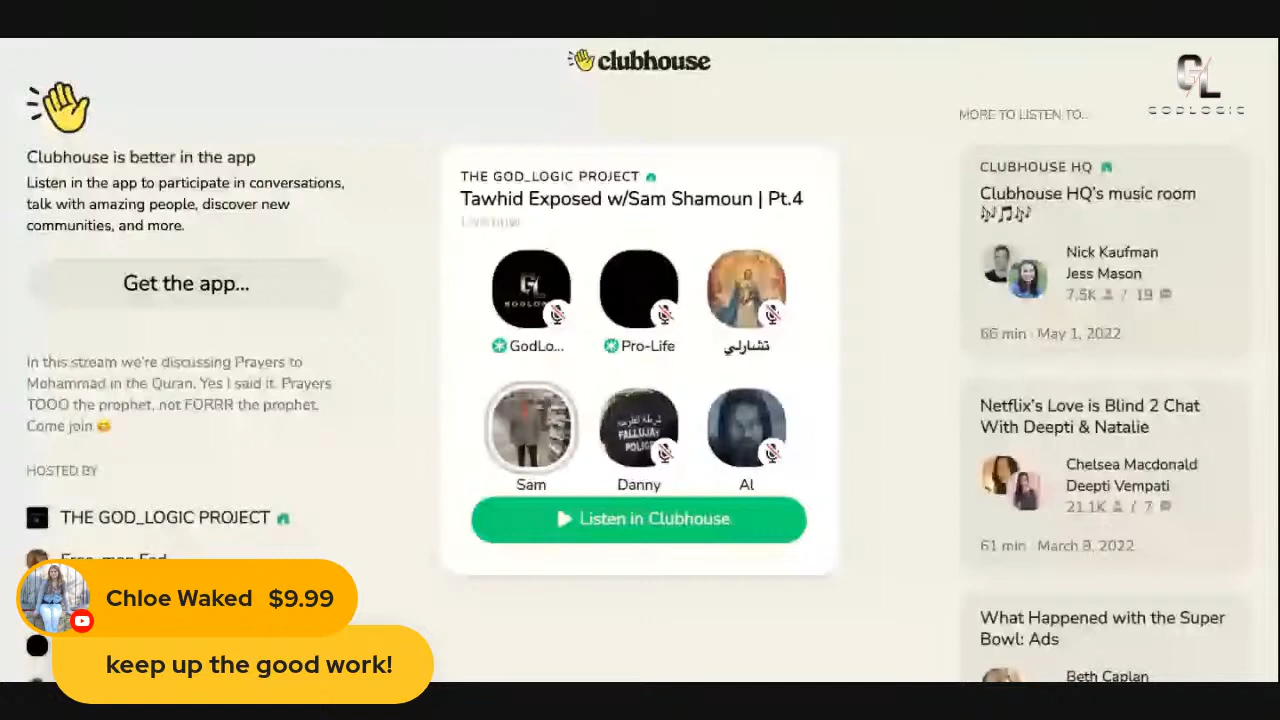 clubhouse
GL
GODLOGIC
Clubhouse is better in the app
Listen in the app to participate in conversations,
talk with amazing people, discover new
communities, and more.
Get the app...
In this stream we're discussing Prayers to
Mohammad in the Quran. Yes I said it. Prayers
TOOO the prophet, not FORRR the prophet.
Come join 😊
HOSTED BY
THE GOD_LOGIC PROJECT
Chloe Waked $9.99
keep up the good work!
THE GOD_LOGIC PROJECT
Tawhid Exposed w/Sam Shamoun | Pt.4
Live now
GodLo...
Pro-Life
تشارلي
FALLUJAH
POLICE
Sam
Danny
Al
Listen in Clubhouse
MORE TO LISTEN TO...
CLUBHOUSE HQ
Clubhouse HQ's music room
🎶🎵🎶
Nick Kaufman
Jess Mason
7.5K / 19
66 min · May 1, 2022
Netflix's Love is Blind 2 Chat
With Deepti & Natalie
Chelsea Macdonald
Deepti Vempati
21.1K / 7
61 min · March 9, 2022
What Happened with the Super
Bowl: Ads
Beth Caplan